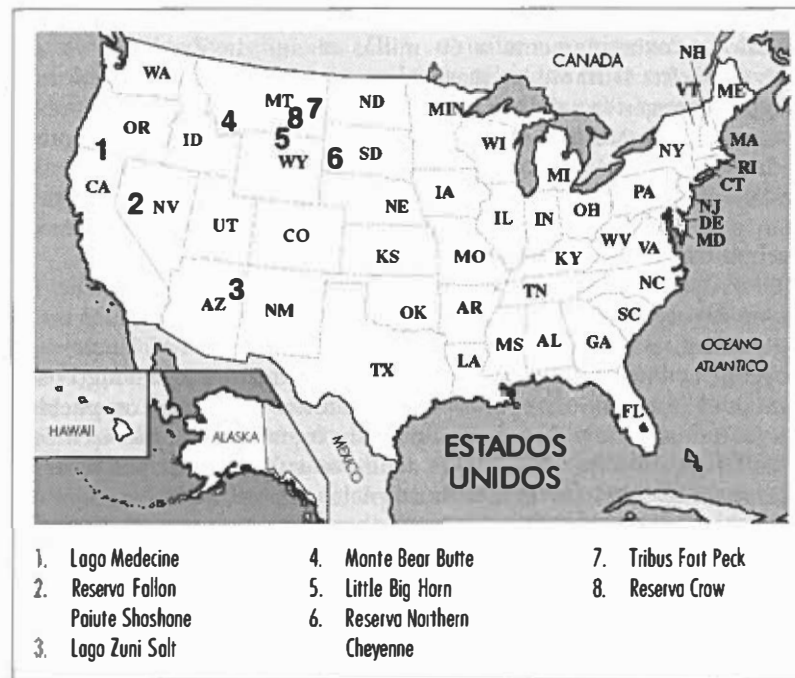 NH
CANADA
WA
VT
ME
MT
7
ND
MIN
8
4
OR
ID
5
WI
MA
1
WY
6
SD
NY
MI
RI
CT
CA
IA
PA
2
NV
NE
NJ
DE
MD
UT
IL
IN
OH
CO
WV
VA
KS
MO
KY
3
NC
AZ
NM
OK
AR
TN
SC
MS
AL
GA
OCEANO
ATLANTICO
TX
LA
FL
HAWAII
ALASKA
MEXICO
ESTADOS
UNIDOS
1. Lago Medecine
2. Reserva Fallon
Paiute Shoshone
3. Lago Zuni Salt
4. Monte Bear Butte
5. Little Big Horn
6. Reserva Northern
Cheyenne
7. Tribus Fort Peck
8. Reserva Crow